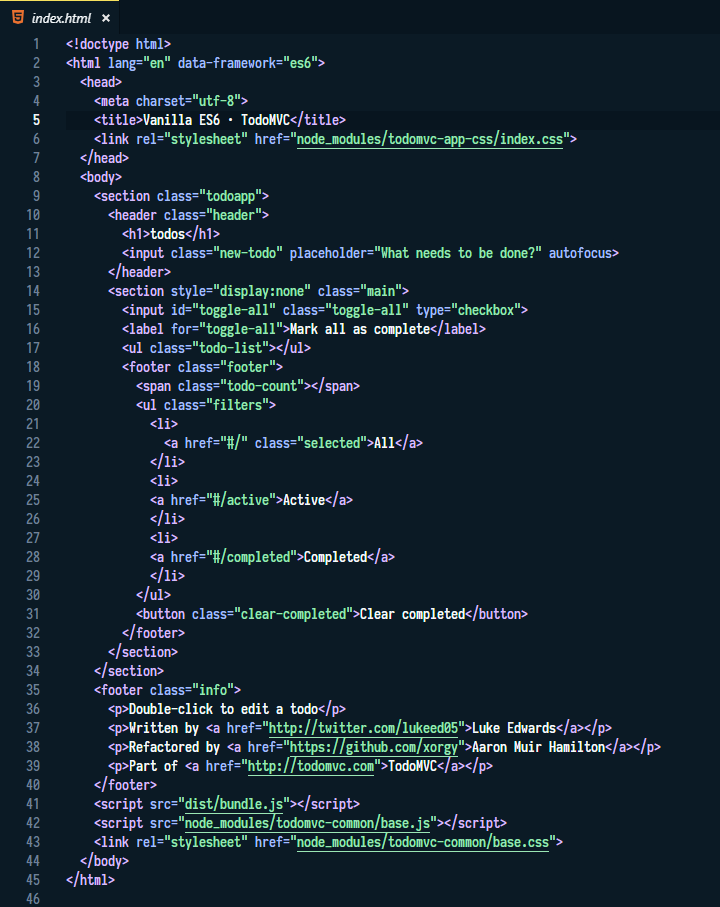 index.html ×
1 <!doctype html>
2 <html lang="en" data-framework="es6">
3   <head>
4     <meta charset="utf-8">
5     <title>Vanilla ES6 • TodoMVC</title>
6     <link rel="stylesheet" href="node_modules/todomvc-app-css/index.css">
7   </head>
8   <body>
9     <section class="todoapp">
10       <header class="header">
11         <h1>todos</h1>
12         <input class="new-todo" placeholder="What needs to be done?" autofocus>
13       </header>
14       <section style="display:none" class="main">
15         <input id="toggle-all" class="toggle-all" type="checkbox">
16         <label for="toggle-all">Mark all as complete</label>
17         <ul class="todo-list"></ul>
18         <footer class="footer">
19           <span class="todo-count"></span>
20           <ul class="filters">
21             <li>
22               <a href="#/" class="selected">All</a>
23             </li>
24             <li>
25             <a href="#/active">Active</a>
26             </li>
27             <li>
28             <a href="#/completed">Completed</a>
29             </li>
30           </ul>
31           <button class="clear-completed">Clear completed</button>
32         </footer>
33       </section>
34     </section>
35     <footer class="info">
36       <p>Double-click to edit a todo</p>
37       <p>Written by <a href="http://twitter.com/lukeed05">Luke Edwards</a></p>
38       <p>Refactored by <a href="https://github.com/xorgy">Aaron Muir Hamilton</a></p>
39       <p>Part of <a href="http://todomvc.com">TodoMVC</a></p>
40     </footer>
41     <script src="dist/bundle.js"></script>
42     <script src="node_modules/todomvc-common/base.js"></script>
43     <link rel="stylesheet" href="node_modules/todomvc-common/base.css">
44   </body>
45 </html>
46